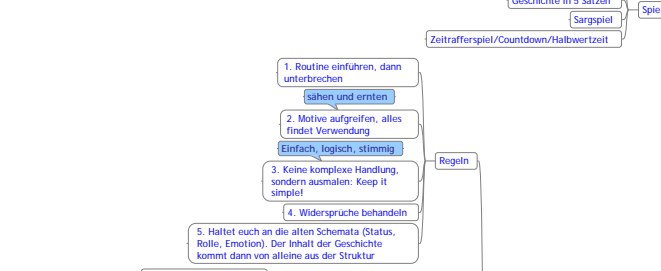 Geschichte in 5 Sätzen
Spie
Sargspiel
Zeitrafferspiel/Countdown/Halbwertzeit
1. Routine einführen, dann
unterbrechen
sähen und ernten
2. Motive aufgreifen, alles
findet Verwendung
Einfach, logisch, stimmig
Regeln
3. Keine komplexe Handlung,
sondern ausmalen: Keep it
simple!
4. Widersprüche behandeln
5. Haltet euch an die alten Schemata (Status,
Rolle, Emotion). Der Inhalt der Geschichte
kommt dann von alleine aus der Struktur